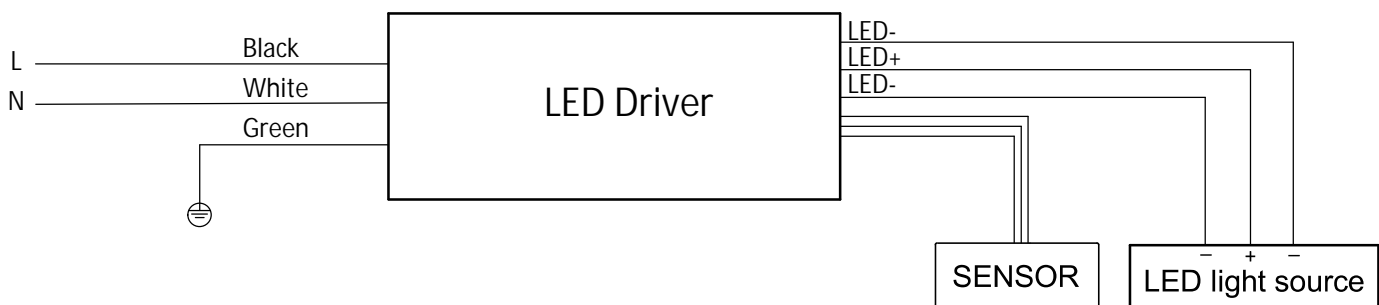 L
Black
N
White
Green
LED Driver
LED-
LED+
LED-
SENSOR
– + –
LED light source